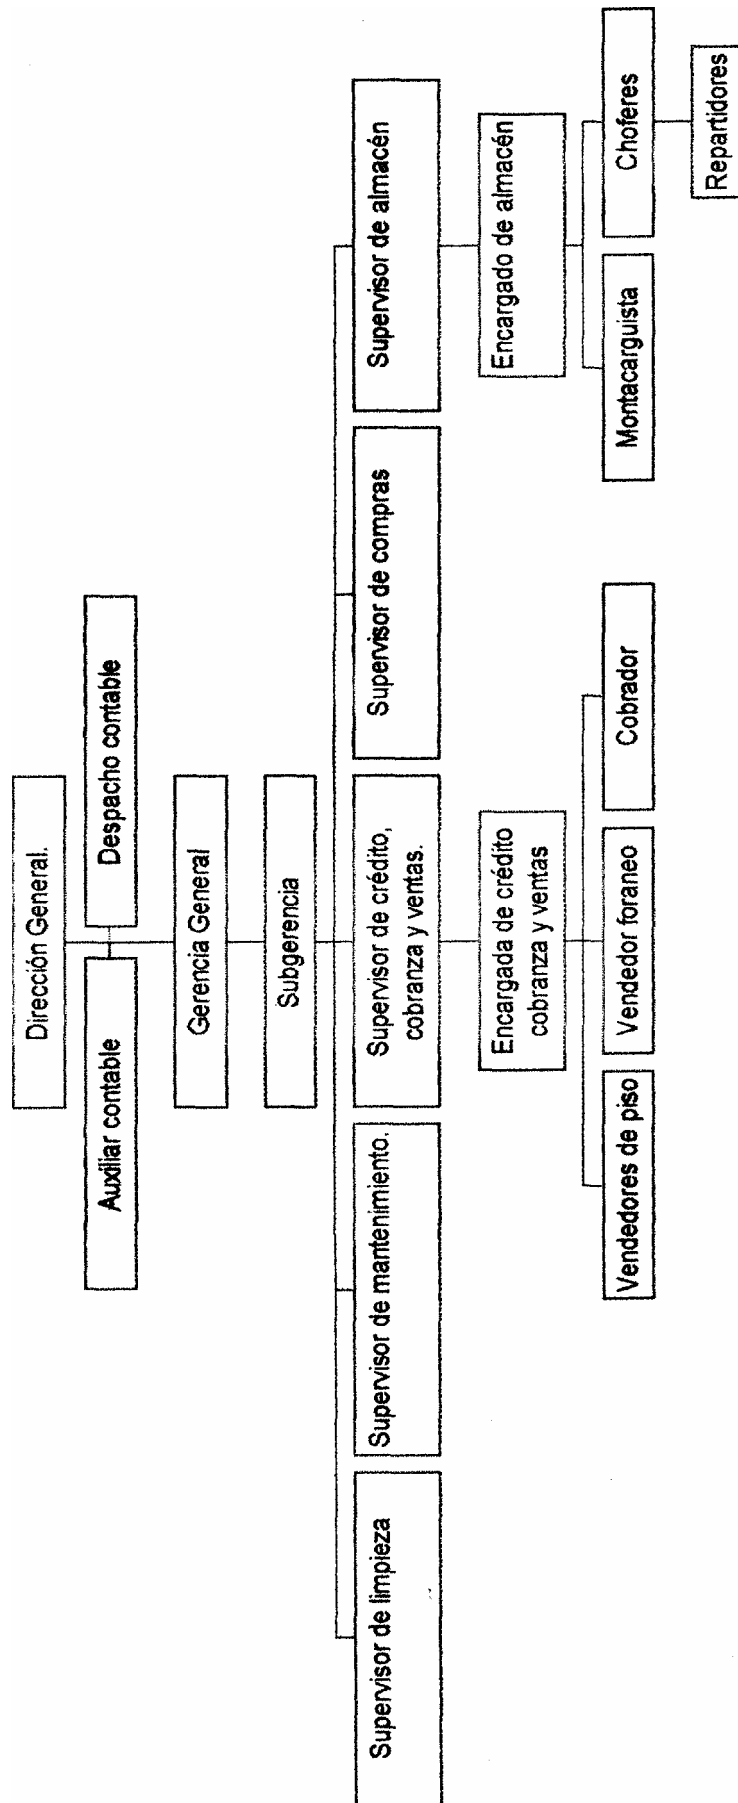 Dirección General.
Auxiliar contable
Despacho contable
Gerencia General
Subgerencia
Supervisor de limpieza
Supervisor de mantenimiento.
Supervisor de crédito,
cobranza y ventas.
Supervisor de compras
Supervisor de almacén
Encargada de crédito
cobranza y ventas
Encargado de almacén
Vendedores de piso
Vendedor foraneo
Cobrador
Montacarguista
Choferes
Repartidores